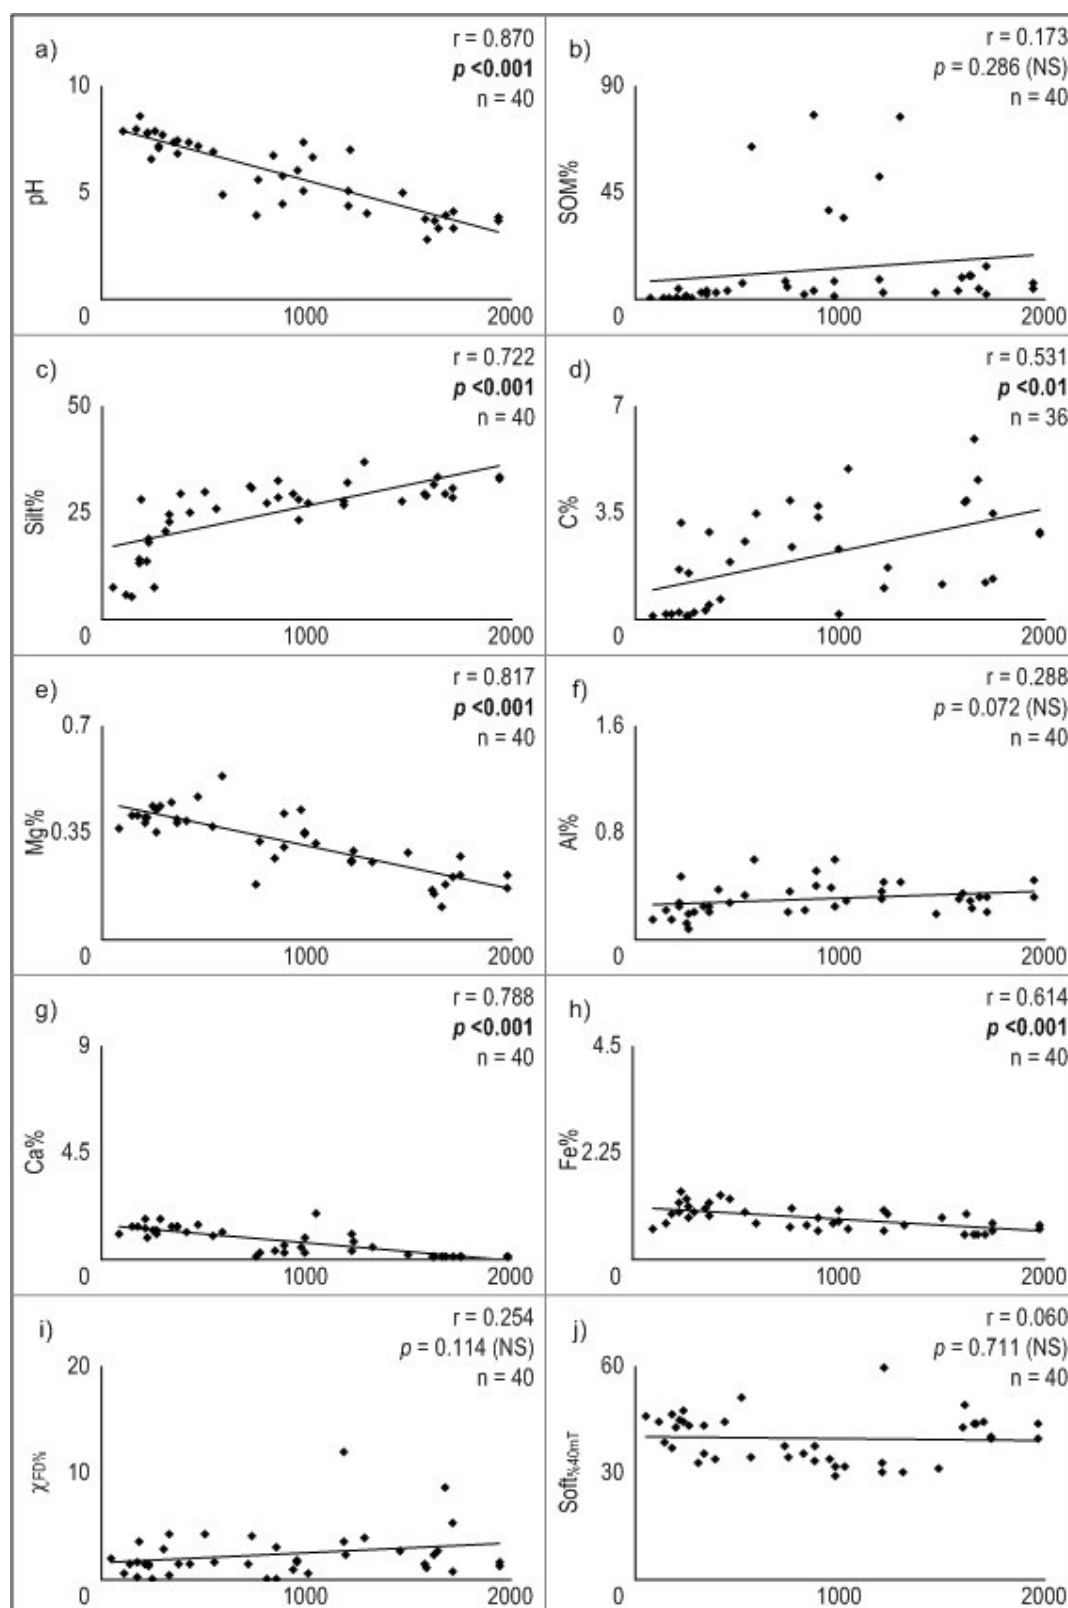 a)
r = 0.870
p <0.001
n = 40
10
5
pH
0
1000
2000
b)
r = 0.173
p = 0.286 (NS)
n = 40
90
45
SOM%
0
1000
2000
c)
r = 0.722
p <0.001
n = 40
50
25
Silt%
0
1000
2000
d)
r = 0.531
p <0.01
n = 36
7
3.5
C%
0
1000
2000
e)
r = 0.817
p <0.001
n = 40
0.7
0.35
Mg%
0
1000
2000
f)
r = 0.288
p = 0.072 (NS)
n = 40
1.6
0.8
Al%
0
1000
2000
g)
r = 0.788
p <0.001
n = 40
9
4.5
Ca%
0
1000
2000
h)
r = 0.614
p <0.001
n = 40
4.5
2.25
Fe%
0
1000
2000
i)
r = 0.254
p = 0.114 (NS)
n = 40
20
10
χFD%
0
1000
2000
j)
r = 0.060
p = 0.711 (NS)
n = 40
60
30
Soft%40mT
0
1000
2000